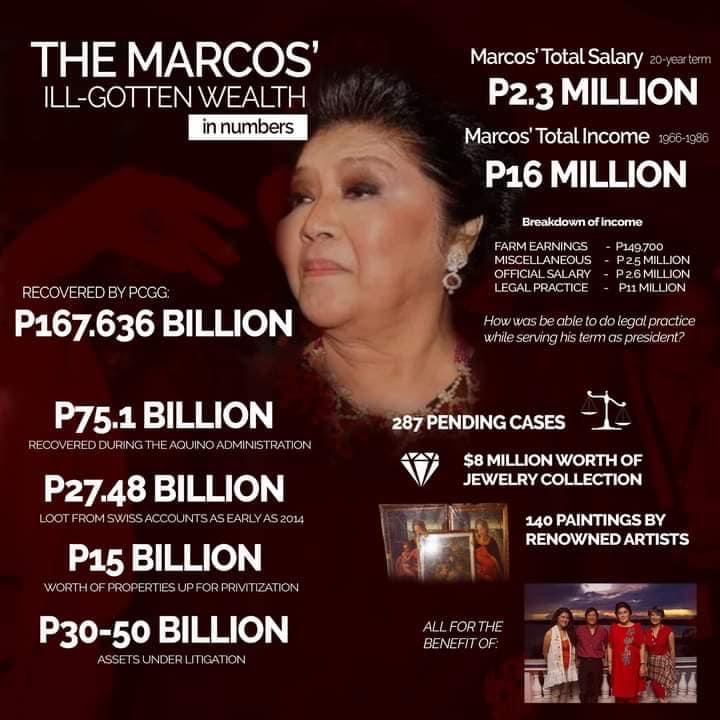 THE MARCOS'
ILL-GOTTEN WEALTH
in numbers
Marcos' Total Salary 20-year term
P2.3 MILLION
Marcos' Total Income 1966-1986
P16 MILLION
Breakdown of income
FARM EARNINGS - P149,700
MISCELLANEOUS - P 2.5 MILLION
OFFICIAL SALARY - P 2.6 MILLION
LEGAL PRACTICE - P11 MILLION
How was be able to do legal practice
while serving his term as president?
RECOVERED BY PCGG:
P167.636 BILLION
P75.1 BILLION
RECOVERED DURING THE AQUINO ADMINISTRATION
P27.48 BILLION
LOOT FROM SWISS ACCOUNTS AS EARLY AS 2014
P15 BILLION
WORTH OF PROPERTIES UP FOR PRIVITIZATION
P30-50 BILLION
ASSETS UNDER LITIGATION
287 PENDING CASES
$8 MILLION WORTH OF
JEWELRY COLLECTION
140 PAINTINGS BY
RENOWNED ARTISTS
ALL FOR THE
BENEFIT OF: